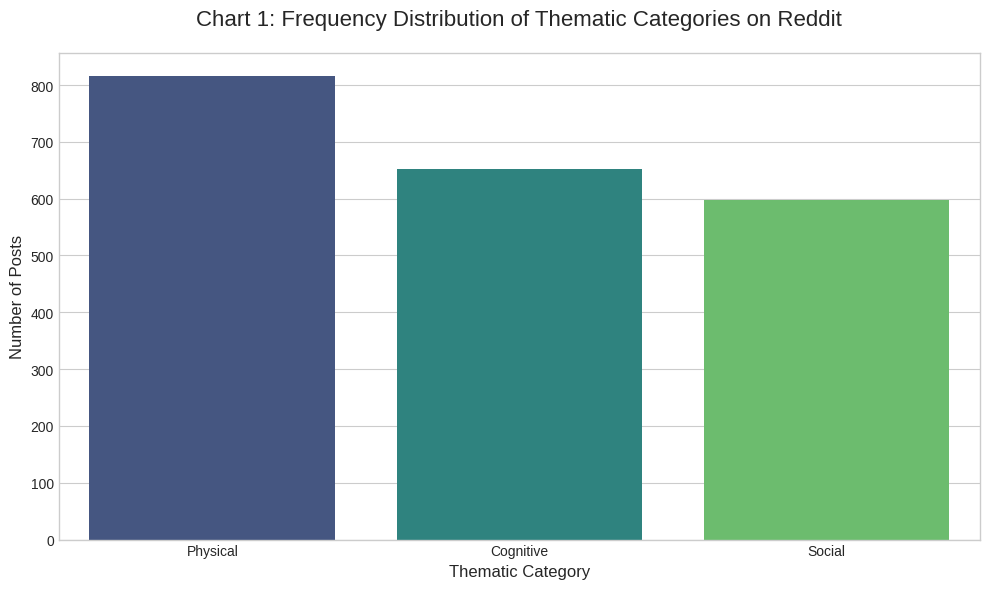 Chart 1: Frequency Distribution of Thematic Categories on Reddit
Number of Posts
800
700
600
500
400
300
200
100
0
Physical
Cognitive
Social
Thematic Category